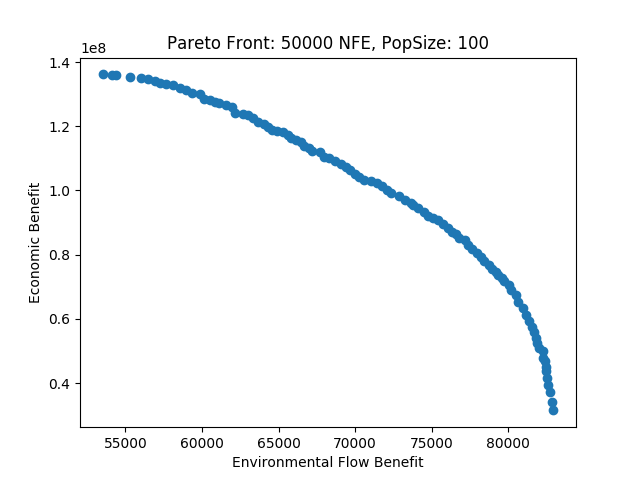 Pareto Front: 50000 NFE, PopSize: 100
1e8
1.4
1.2
1.0
0.8
0.6
0.4
Economic Benefit
55000 60000 65000 70000 75000 80000
Environmental Flow Benefit